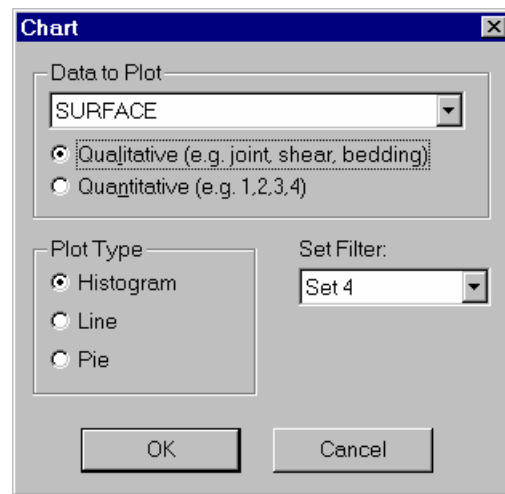 Chart
Data to Plot
SURFACE
Qualitative (e.g. joint, shear, bedding)
Quantitative (e.g. 1,2,3,4)
Plot Type
Set Filter:
Histogram
Set 4
Line
Pie
OK
Cancel